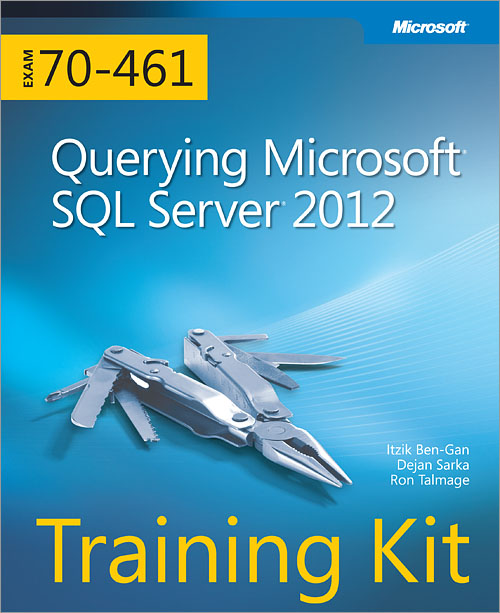 Microsoft
EXAM 70-461
Querying Microsoft®
SQL Server® 2012
Itzik Ben-Gan
Dejan Sarka
Ron Talmage
Training Kit